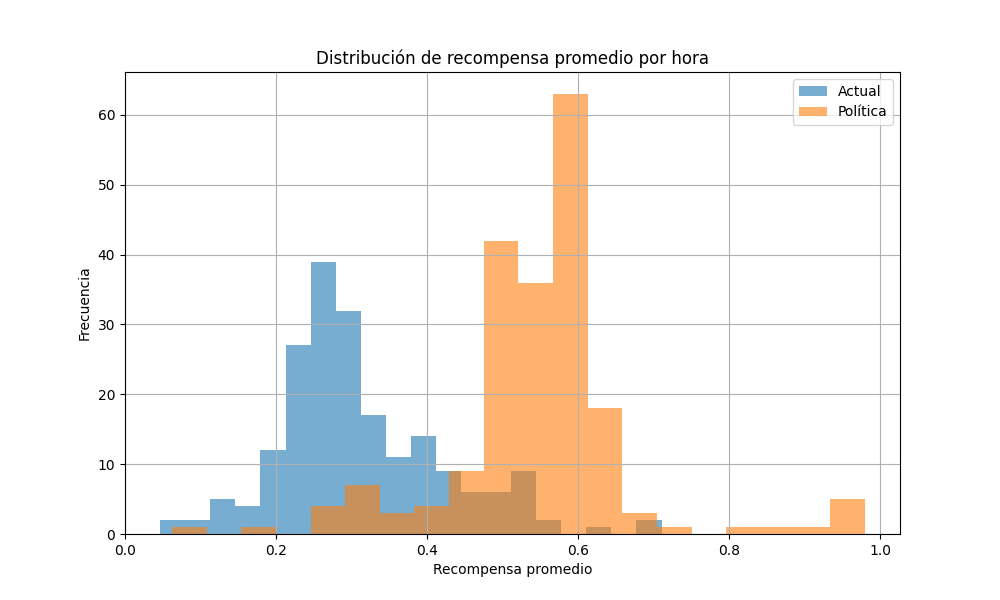 Distribución de recompensa promedio por hora
Actual
Política
Frecuencia
60
50
40
30
20
10
0
0.0 0.2 0.4 0.6 0.8 1.0
Recompensa promedio